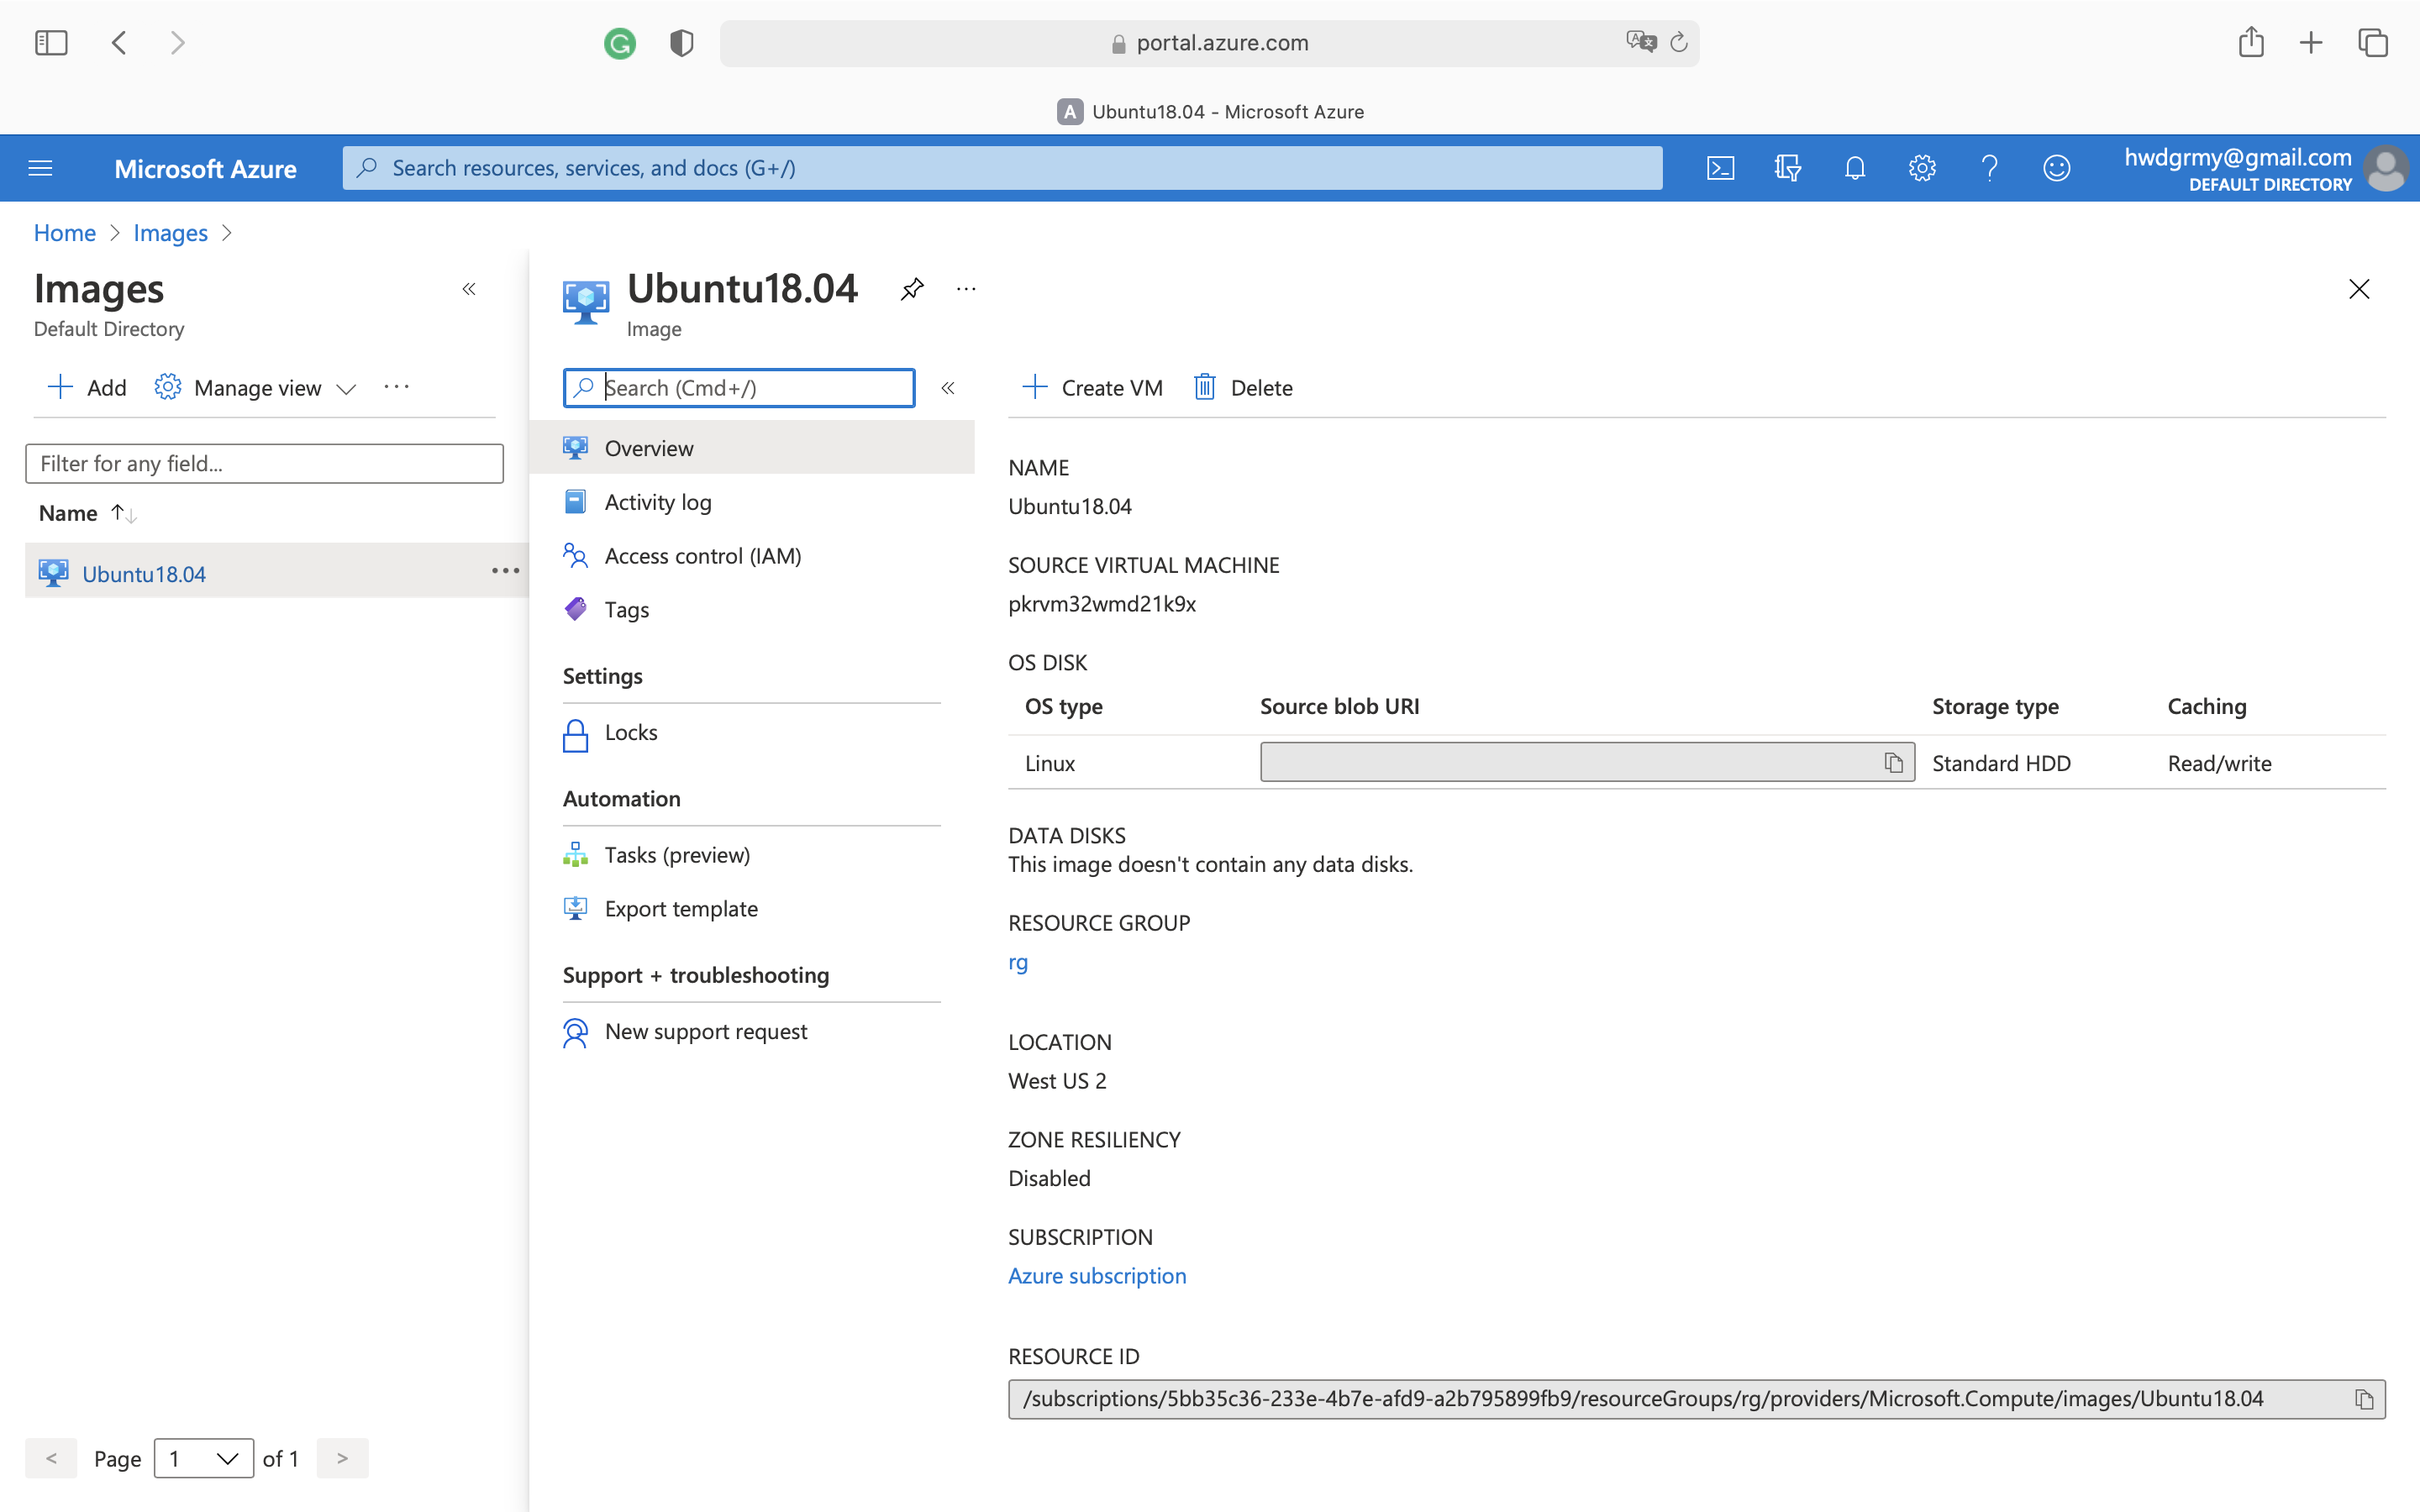 portal.azure.com
A Ubuntu18.04 - Microsoft Azure
Microsoft Azure
Search resources, services, and docs (G+/)
hwdgrmy@gmail.com
DEFAULT DIRECTORY
Home > Images >
Images
Default Directory
Add
Manage view
Filter for any field...
Name
Ubuntu18.04
< Page 1 of 1 >
Ubuntu18.04
Image
Search (Cmd+/)
Overview
Activity log
Access control (IAM)
Tags
Settings
Locks
Automation
Tasks (preview)
Export template
Support + troubleshooting
New support request
Create VM
Delete
NAME
Ubuntu18.04
SOURCE VIRTUAL MACHINE
pkrvm32wmd21k9x
OS DISK
OS type Source blob URI Storage type Caching
Linux Standard HDD Read/write
DATA DISKS
This image doesn't contain any data disks.
RESOURCE GROUP
rg
LOCATION
West US 2
ZONE RESILIENCY
Disabled
SUBSCRIPTION
Azure subscription
RESOURCE ID
/subscriptions/5bb35c36-233e-4b7e-afd9-a2b795899fb9/resourceGroups/rg/providers/Microsoft.Compute/images/Ubuntu18.04